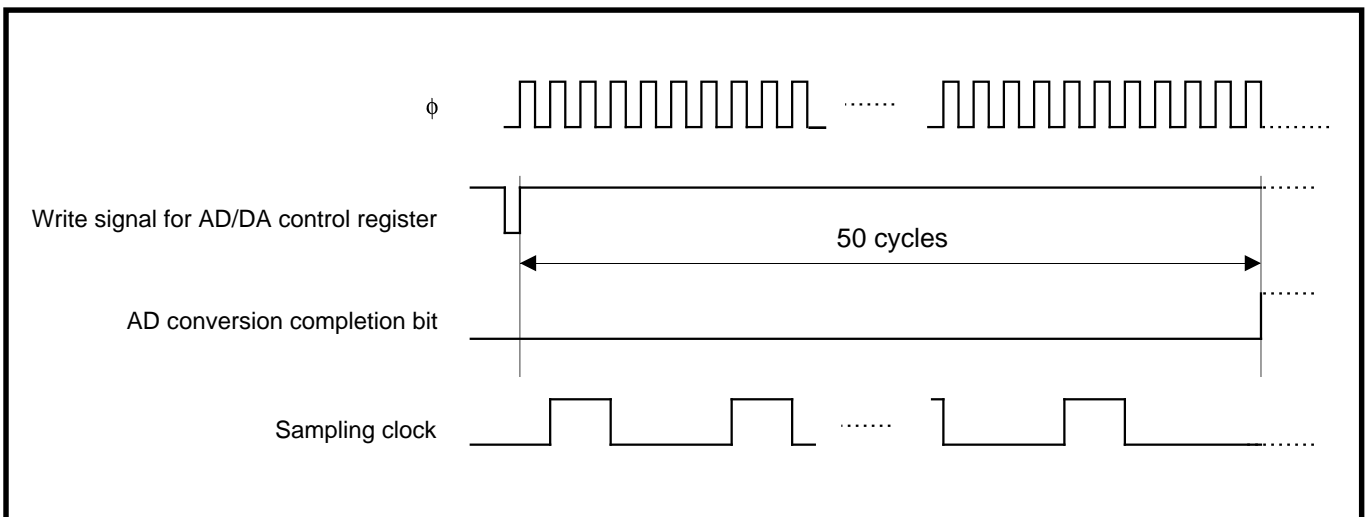 ϕ
Write signal for AD/DA control register
50 cycles
AD conversion completion bit
Sampling clock